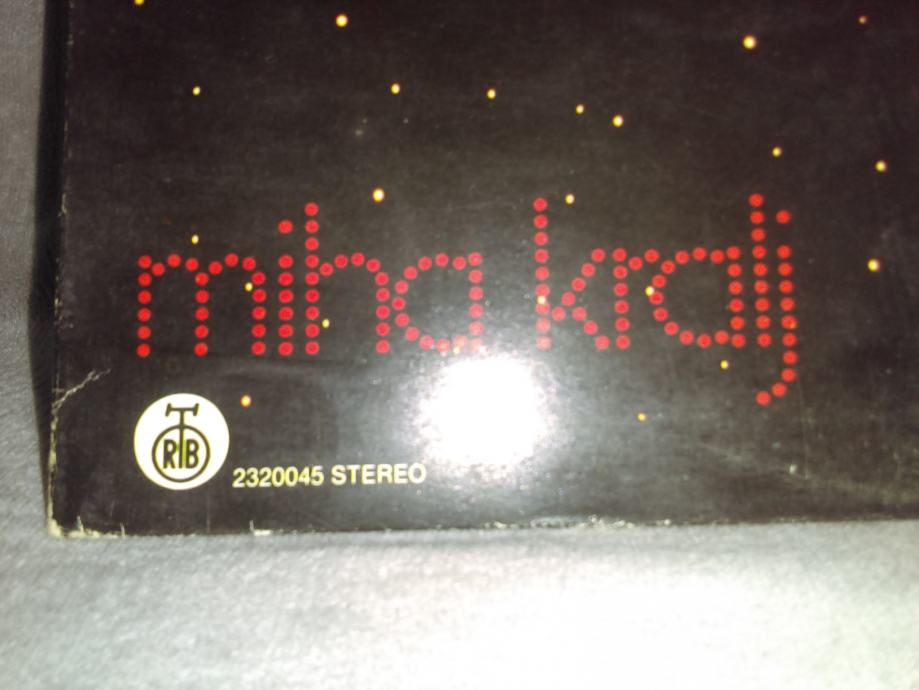 miha kralj
RTB
2320045 STEREO